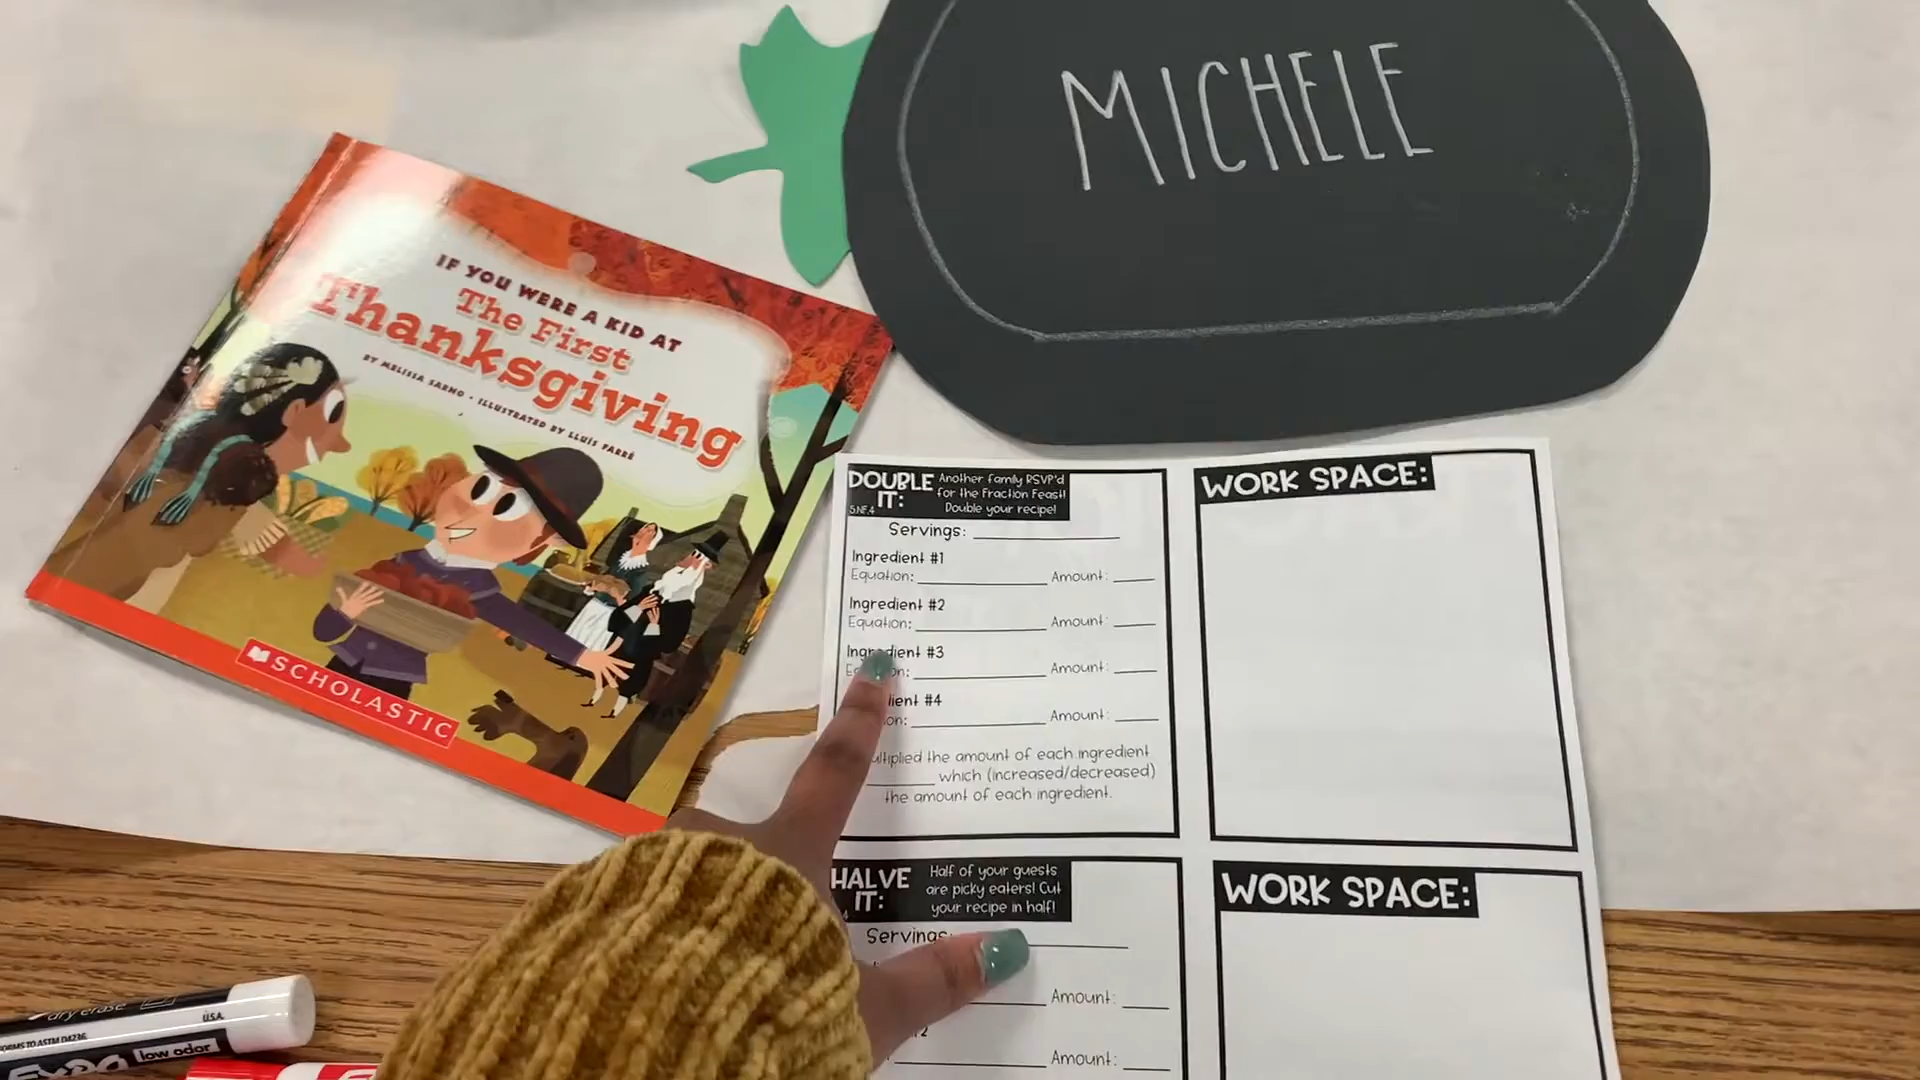 MICHELE
IF YOU WERE A KID AT
The First
Thanksgiving
BY MELISSA SARNO • ILLUSTRATED BY LLUÍS FARRÉ
SCHOLASTIC
DOUBLE IT:
5.NF.4
Another family RSVP'd
for the Fraction Feast!
Double your recipe!
Servings:
Ingredient #1
Equation: Amount:
Ingredient #2
Equation: Amount:
Ingredient #3
Amount:
#4
Amount:
the amount of each ingredient
which (increased/decreased)
the amount of each ingredient.
WORK SPACE:
HALVE IT:
Half of your guests
are picky eaters! Cut
your recipe in half!
Servings:
Amount:
Amount:
WORK SPACE:
dry erase
U.S.A.
EXPO low odor